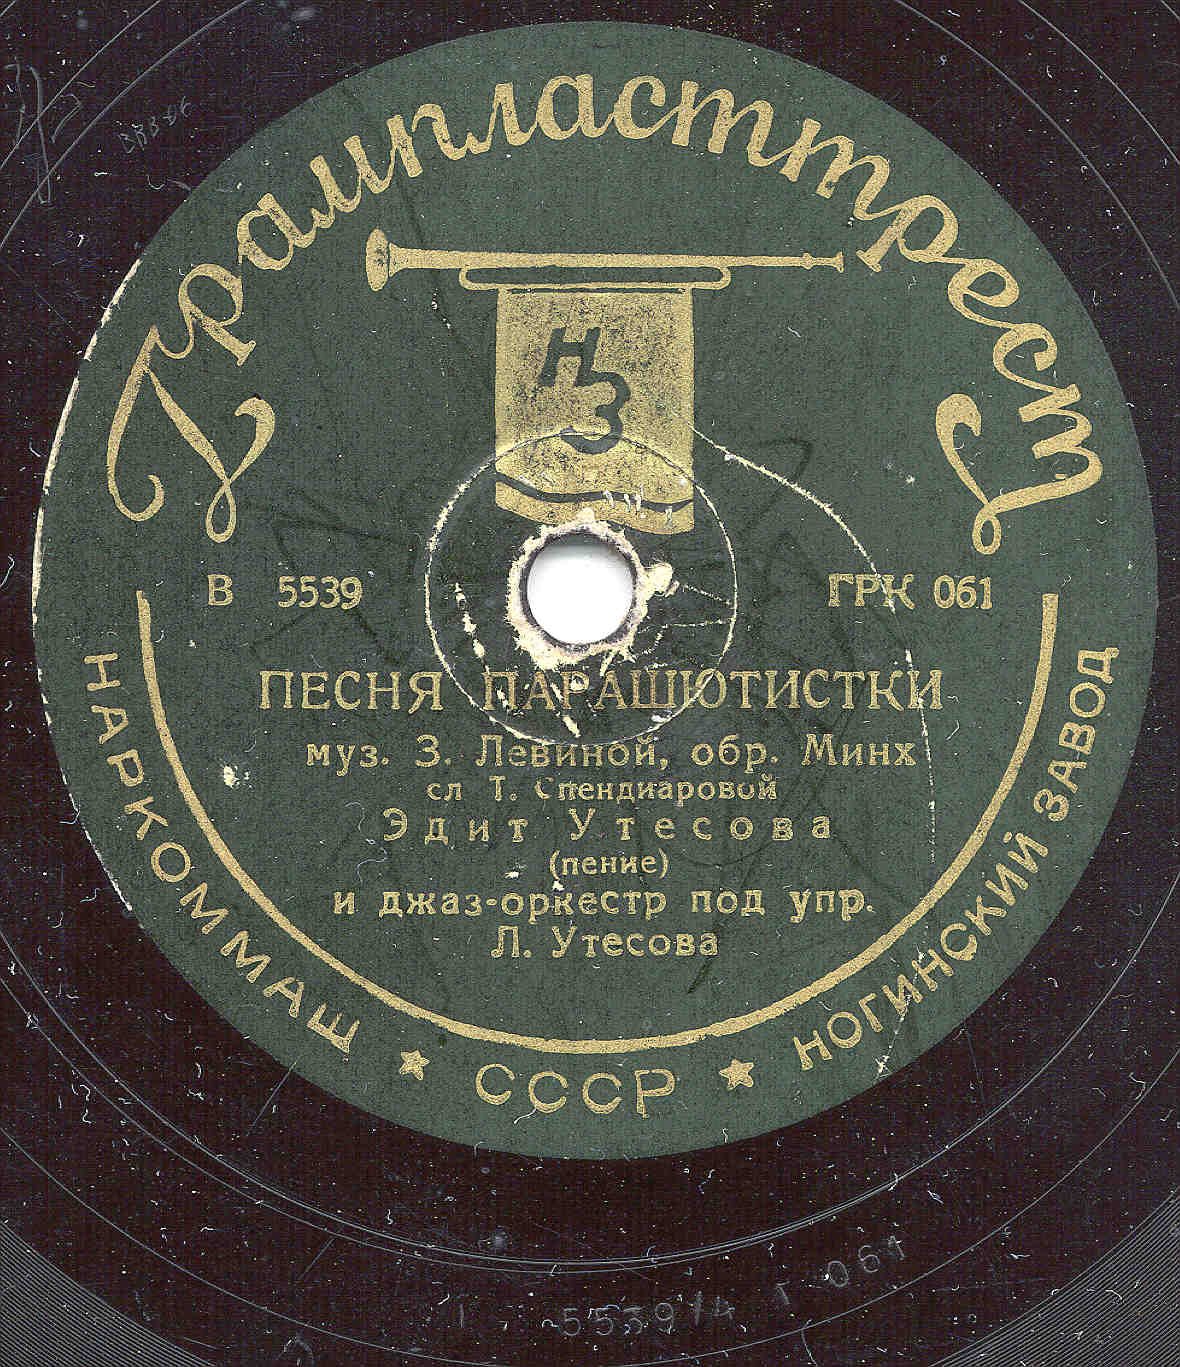 Грампласттрест
НЗ
В 5539
ГРК 061
ПЕСНЯ ПАРАШЮТИСТКИ
муз. З. Левиной, обр. Минх
сл Т. Спендиаровой
Эдит Утесова
(пение)
и джаз-оркестр под упр.
Л. Утесова
НАРКОММАШ ★ СССР ★ НОГИНСКИЙ ЗАВОД
5539
061